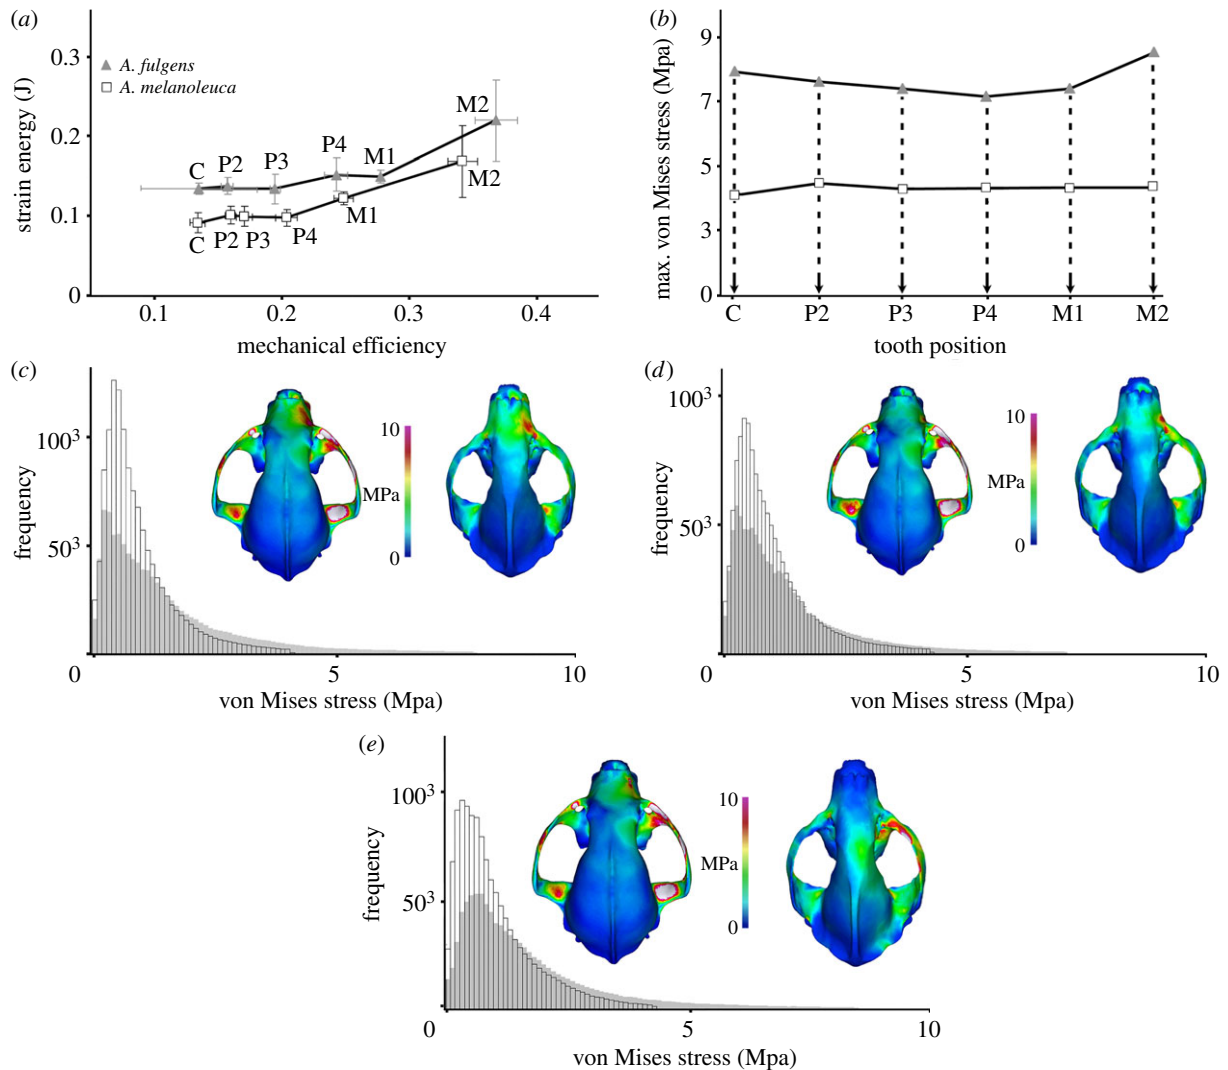 (a)
strain energy (J)
0.3
0.2
0.1
0
A. fulgens
A. melanoleuca
C
P2
P3
P4
M1
M2
C
P2
P3
P4
M1
M2
0.1
0.2
0.3
0.4
mechanical efficiency
(b)
max. von Mises stress (Mpa)
9
7
5
3
0
C
P2
P3
P4
M1
M2
tooth position
(c)
frequency
100³
50³
10
MPa
0
0
5
10
von Mises stress (Mpa)
(d)
frequency
100³
50³
10
MPa
0
0
5
10
von Mises stress (Mpa)
(e)
frequency
100³
50³
10
MPa
0
0
5
10
von Mises stress (Mpa)